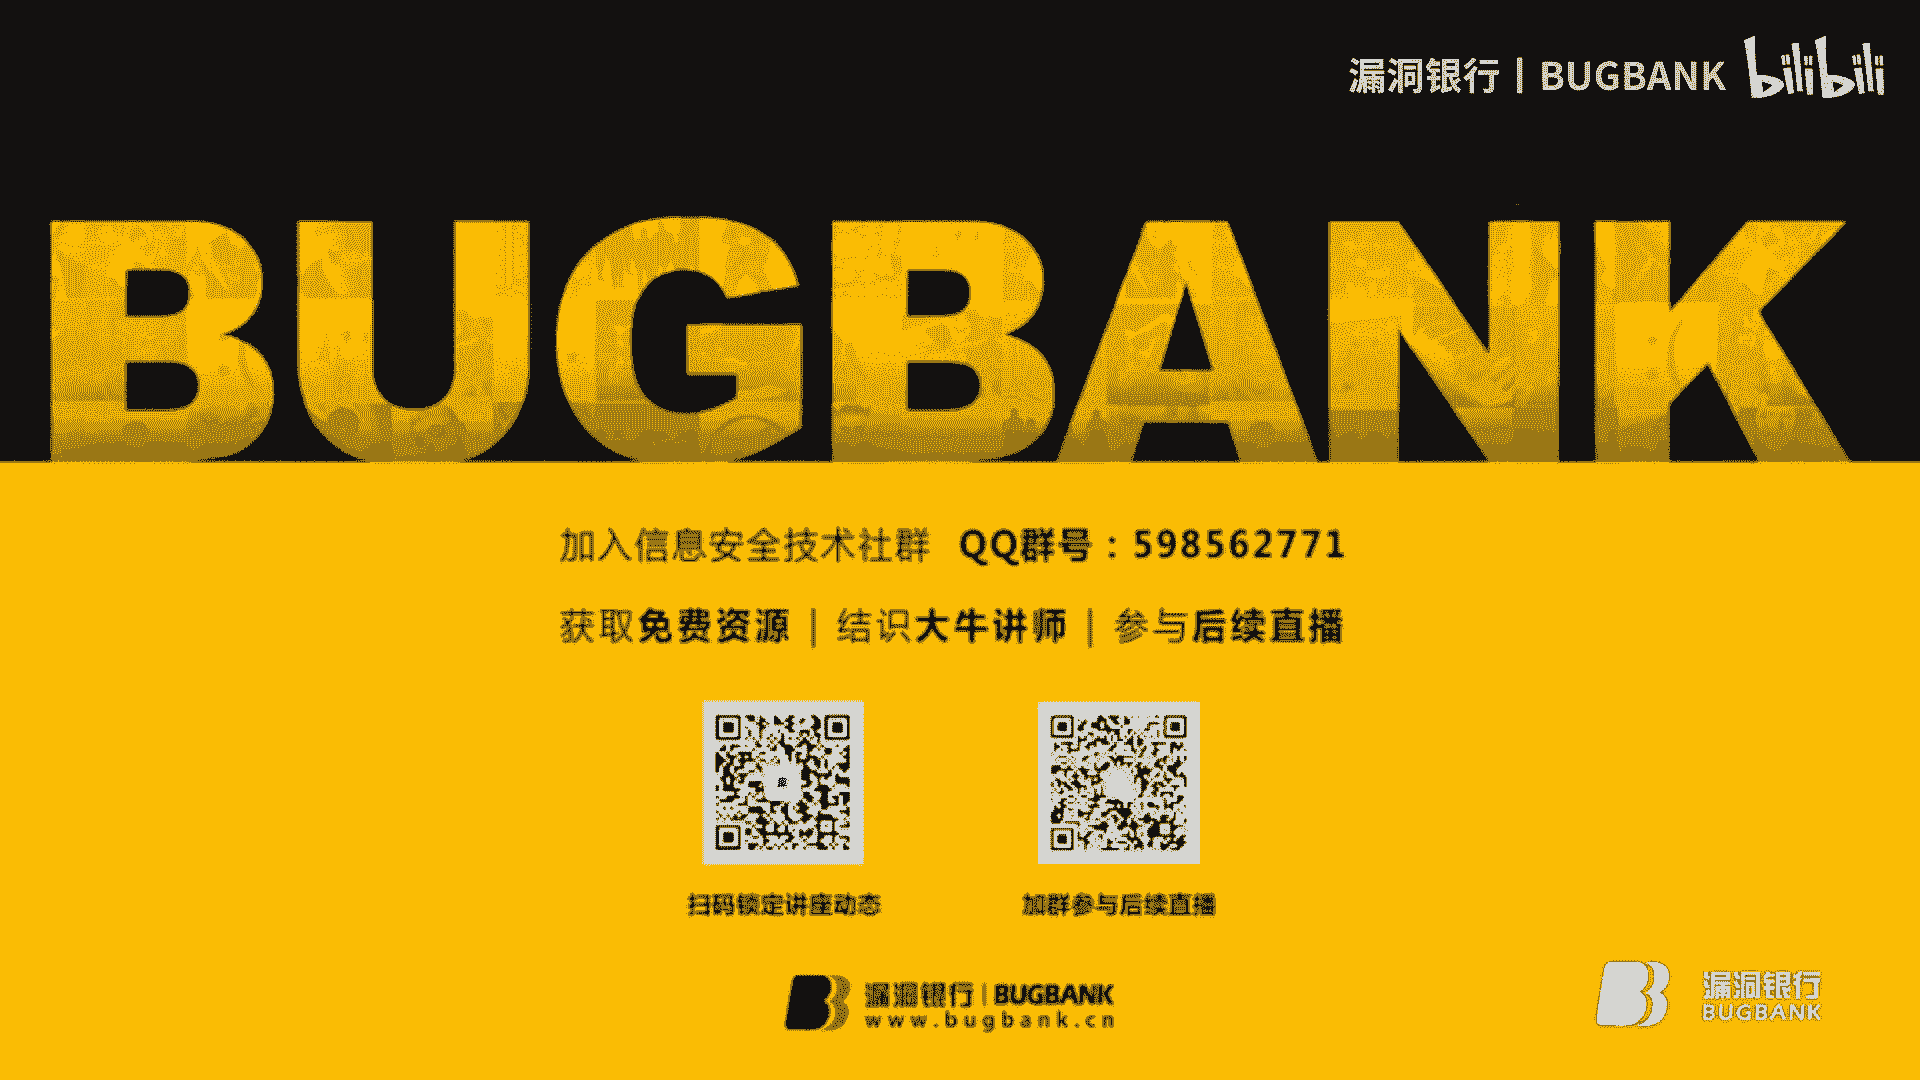 漏洞银行 | BUGBANK bilibili
BUGBANK
加入信息安全技术社群 QQ群号：598562771
获取免费资源 | 结识大牛讲师 | 参与后续直播
扫码锁定讲座动态 加群参与后续直播
漏洞银行 | BUGBANK
www.bugbank.cn
漏洞银行
BUGBANK